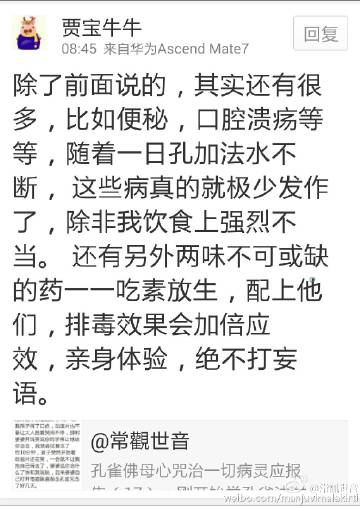 贾宝牛牛
08:45 来自华为Ascend Mate7
回复
除了前面说的，其实还有很
多，比如便秘，口腔溃疡等
等，随着一日孔加法水不
断， 这些病真的就极少发作
了，除非我饮食上强烈不
当。 还有另外两味不可或缺
的药一一吃素放生，配上他
们，排毒效果会加倍应
效，亲身体验，绝不打妄
语。
@常觀世音
孔雀佛母心咒治一切病灵应报
weibo.com/manjuvimalakirti